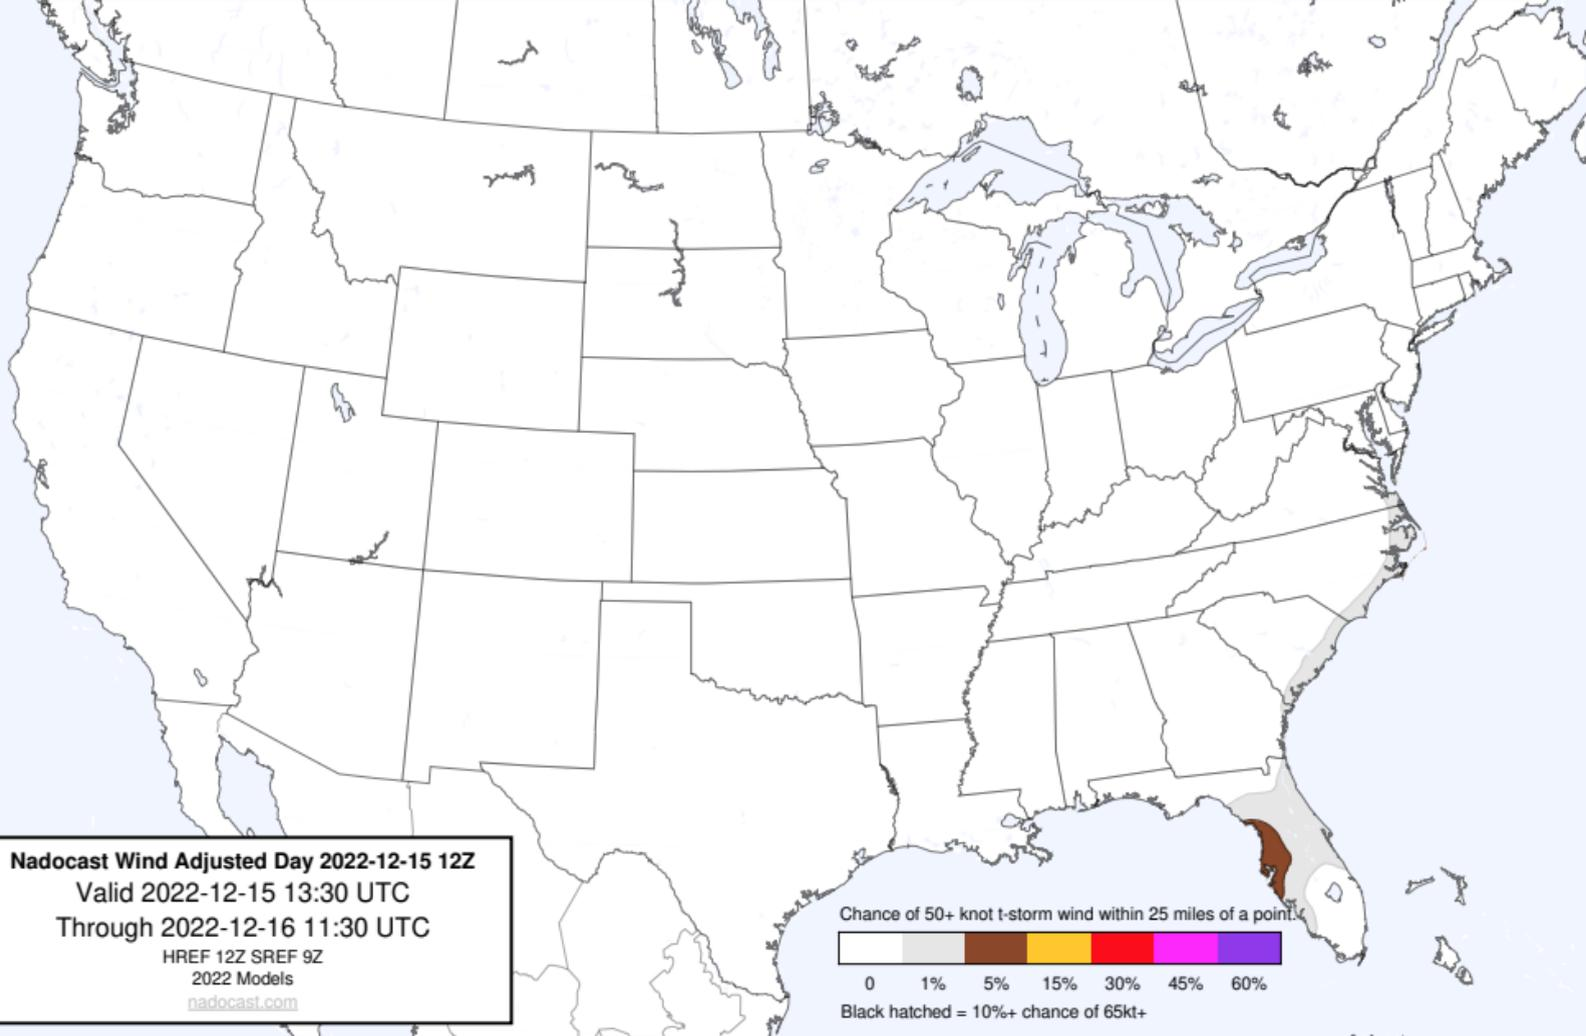 Nadocast Wind Adjusted Day 2022-12-15 12Z
Valid 2022-12-15 13:30 UTC
Through 2022-12-16 11:30 UTC
HREF 12Z SREF 9Z
2022 Models
nadocast.com
Chance of 50+ knot t-storm wind within 25 miles of a point.
0 1% 5% 15% 30% 45% 60%
Black hatched = 10%+ chance of 65kt+